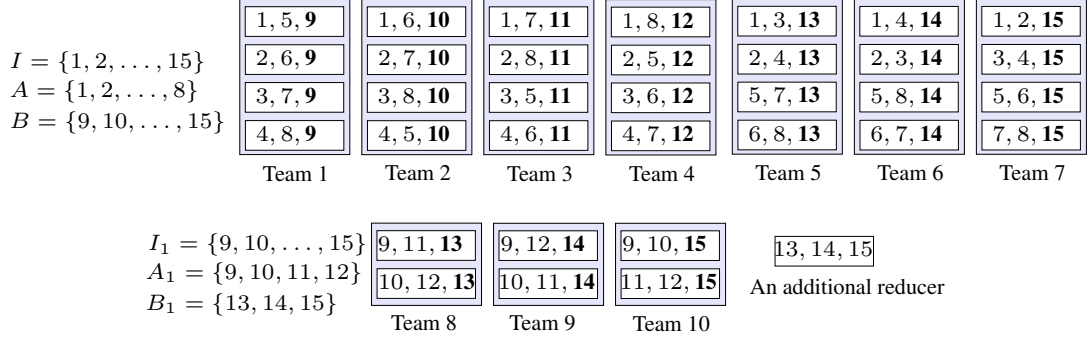 1, 5, 9 1, 6, 10 1, 7, 11 1, 8, 12 1, 3, 13 1, 4, 14 1, 2, 15
I = {1, 2, . . . , 15}
2, 6, 9 2, 7, 10 2, 8, 11 2, 5, 12 2, 4, 13 2, 3, 14 3, 4, 15
A = {1, 2, . . . , 8}
3, 7, 9 3, 8, 10 3, 5, 11 3, 6, 12 5, 7, 13 5, 8, 14 5, 6, 15
B = {9, 10, . . . , 15}
4, 8, 9 4, 5, 10 4, 6, 11 4, 7, 12 6, 8, 13 6, 7, 14 7, 8, 15
Team 1 Team 2 Team 3 Team 4 Team 5 Team 6 Team 7
I₁ = {9, 10, . . . , 15} 9, 11, 13 9, 12, 14 9, 10, 15 13, 14, 15
A₁ = {9, 10, 11, 12} 10, 12, 13 10, 11, 14 11, 12, 15 An additional reducer
B₁ = {13, 14, 15}
Team 8 Team 9 Team 10